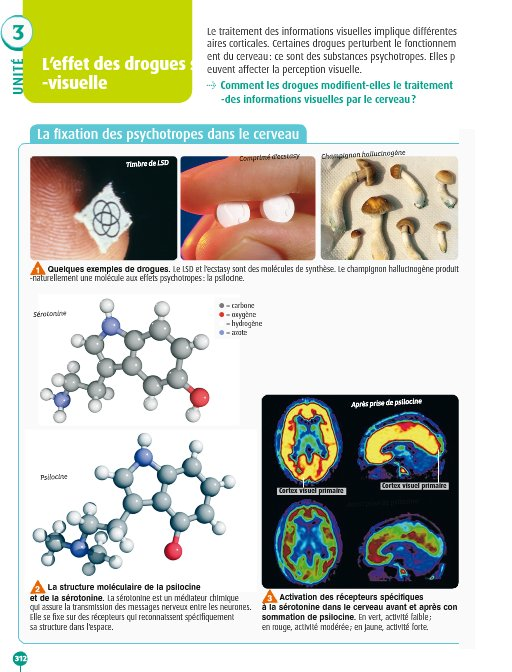 3
UNITÉ
L'effet des drogues s
-visuelle
Le traitement des informations visuelles implique différentes
aires corticales. Certaines drogues perturbent le fonctionnem
ent du cerveau : ce sont des substances psychotropes. Elles p
euvent affecter la perception visuelle.
Comment les drogues modifient-elles le traitement
-des informations visuelles par le cerveau ?
La fixation des psychotropes dans le cerveau
Timbre de LSD
Comprimé d'ecstasy
Champignon hallucinogène
1 Quelques exemples de drogues. Le LSD et l'ecstasy sont des molécules de synthèse. Le champignon hallucinogène produit
-naturellement une molécule aux effets psychotropes : la psilocine.
Sérotonine
= carbone
= oxygène
= hydrogène
= azote
Psilocine
2 La structure moléculaire de la psilocine
et de la sérotonine. La sérotonine est un médiateur chimique
qui assure la transmission des messages nerveux entre les neurones.
Elle se fixe sur des récepteurs qui reconnaissent spécifiquement
sa structure dans l'espace.
Après prise de psilocine
Cortex visuel primaire
Cortex visuel primaire
3 Activation des récepteurs spécifiques
à la sérotonine dans le cerveau avant et après con
sommation de psilocine. En vert, activité faible ;
en rouge, activité modérée ; en jaune, activité forte.
312